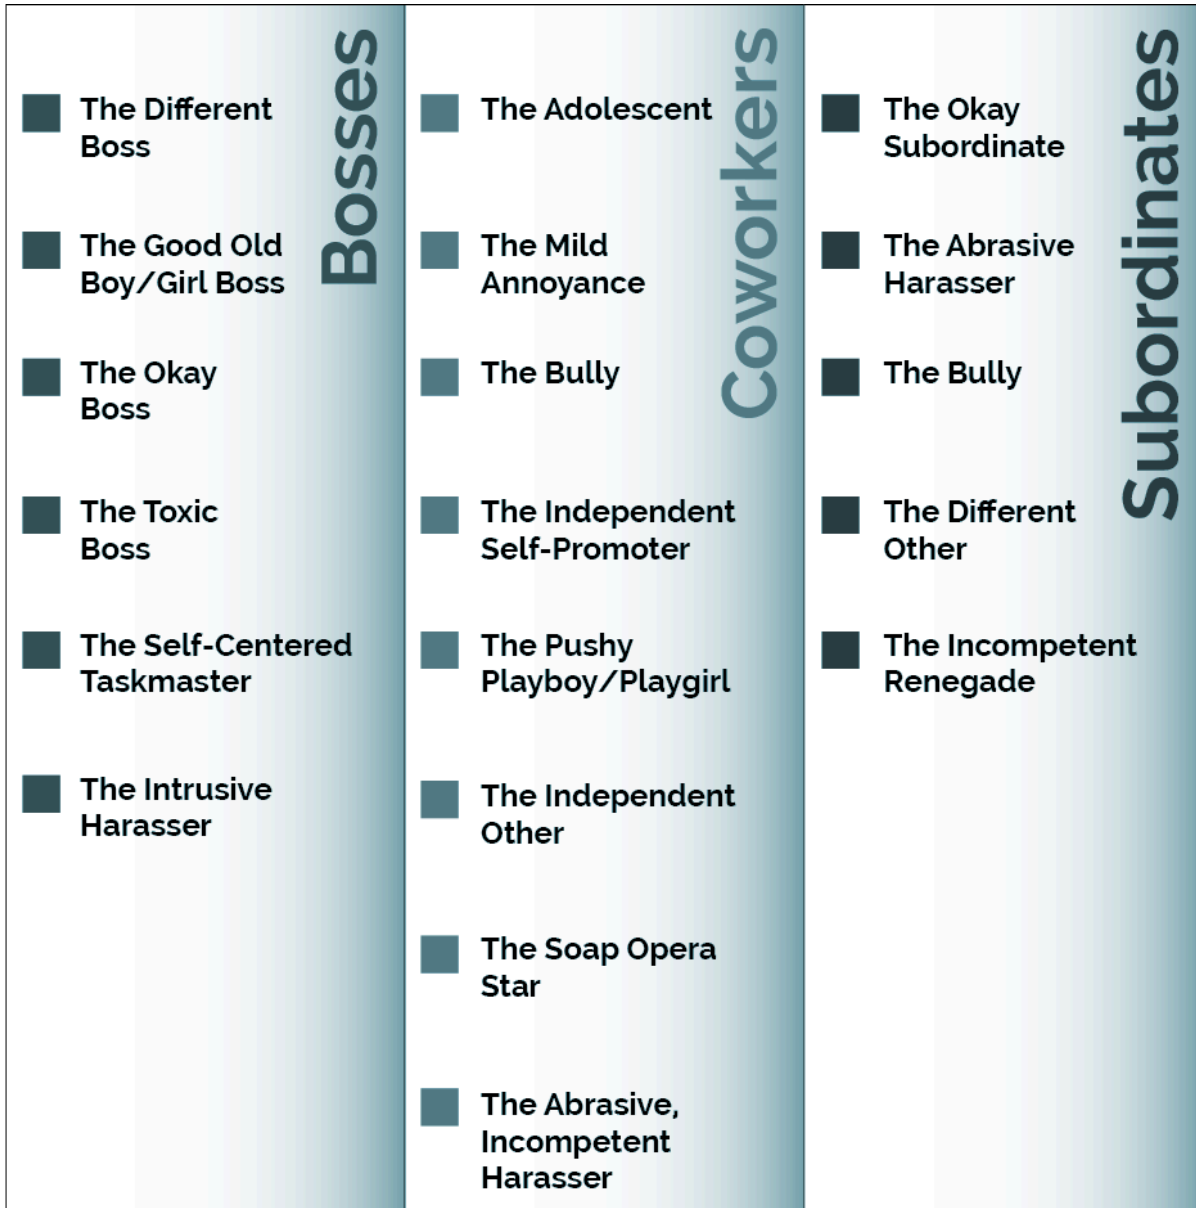 Bosses
The Different
Boss
The Good Old
Boy/Girl Boss
The Okay
Boss
The Toxic
Boss
The Self-Centered
Taskmaster
The Intrusive
Harasser
Coworkers
The Adolescent
The Mild
Annoyance
The Bully
The Independent
Self-Promoter
The Pushy
Playboy/Playgirl
The Independent
Other
The Soap Opera
Star
The Abrasive,
Incompetent
Harasser
Subordinates
The Okay
Subordinate
The Abrasive
Harasser
The Bully
The Different
Other
The Incompetent
Renegade